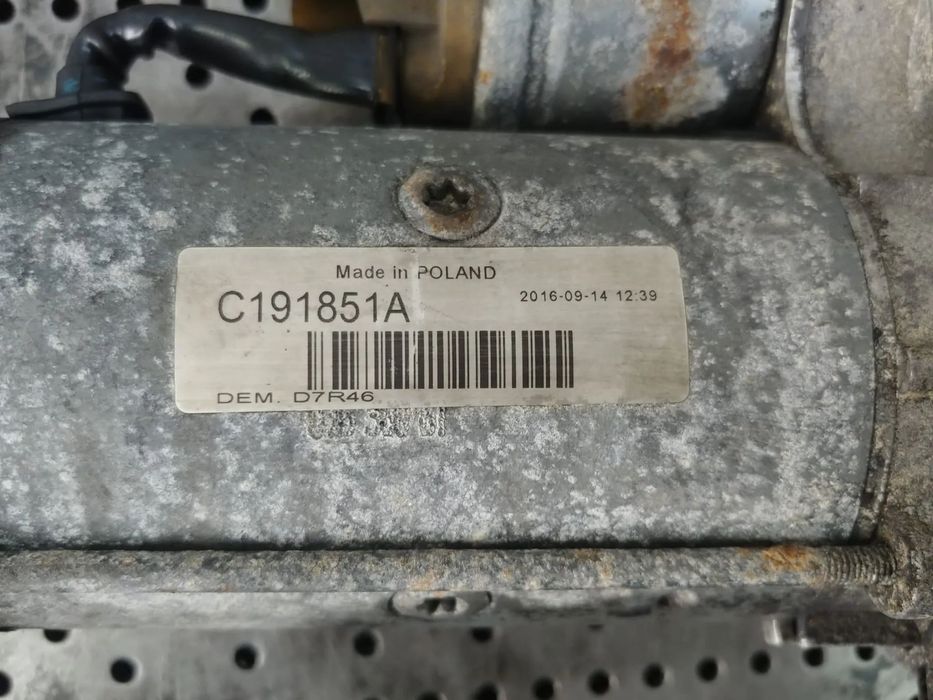 Made in POLAND
C191851A
2016-09-14 12:39
DEM. D7R46